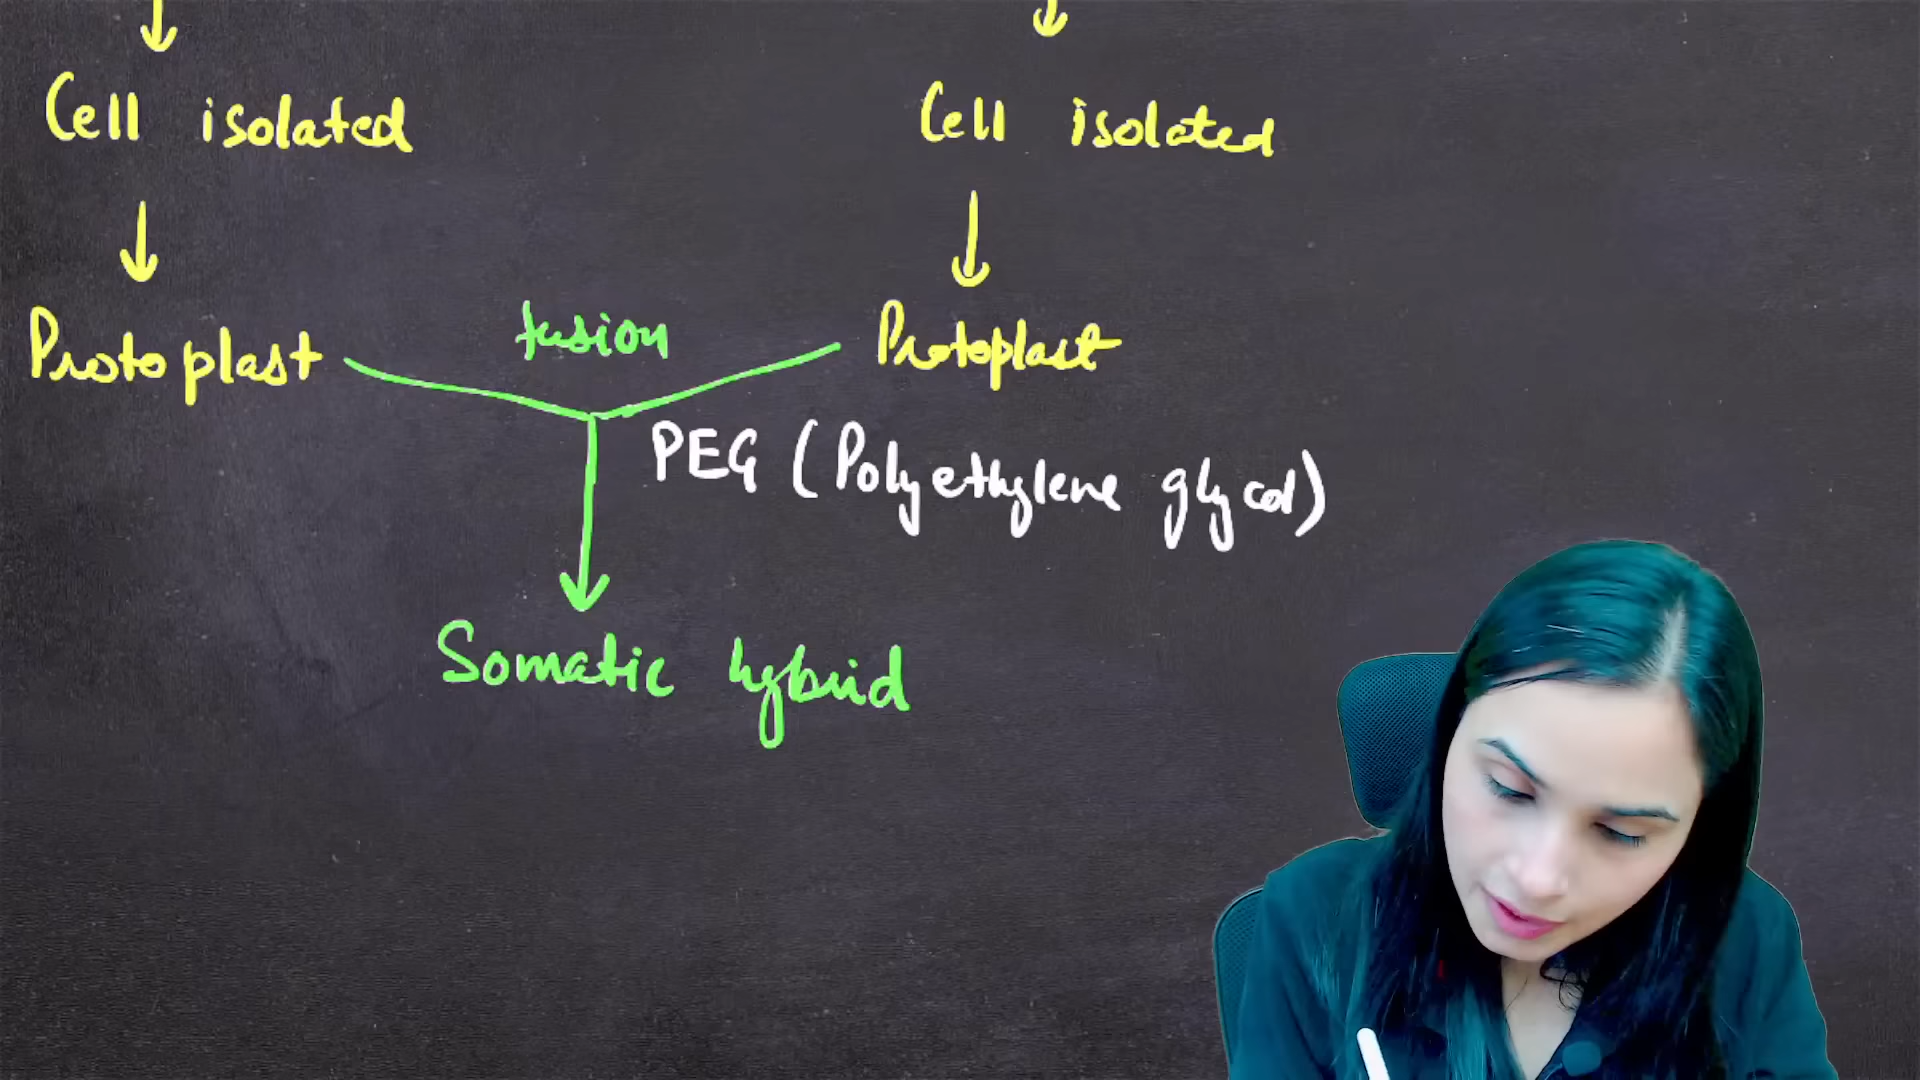 Cell isolated
Cell isolated
Protoplast
fusion
Protoplast
PEG (Polyethylene glycol)
Somatic hybrid